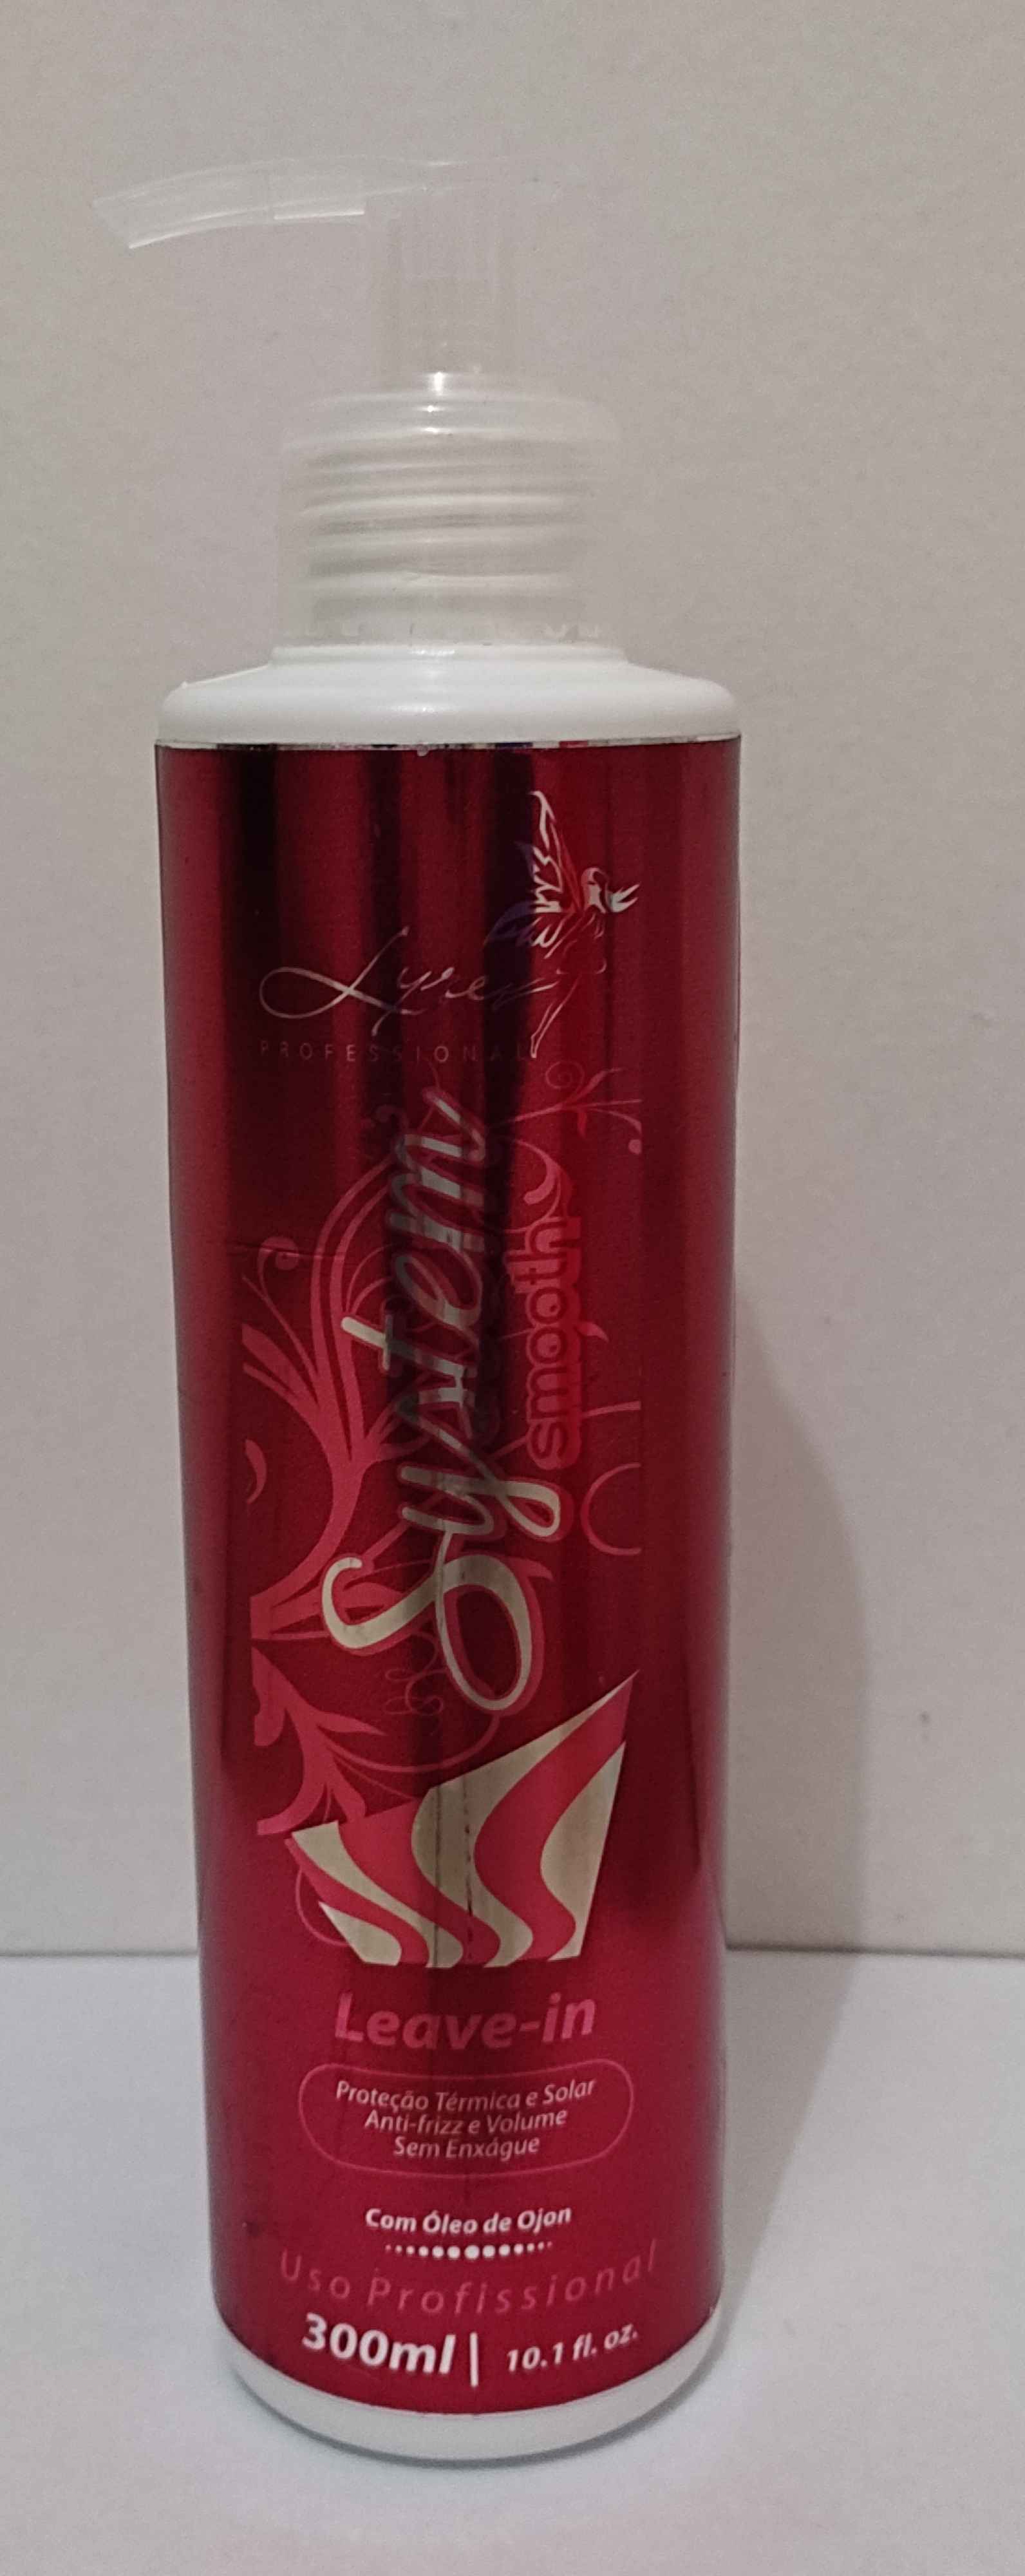 PROFESSIONAL
System
smooth
Leave-in
Proteção Térmica e Solar
Anti-frizz e Volume
Sem Enxágue
Com Óleo de Ojon
Uso Profissional
300ml | 10.1 fl. oz.